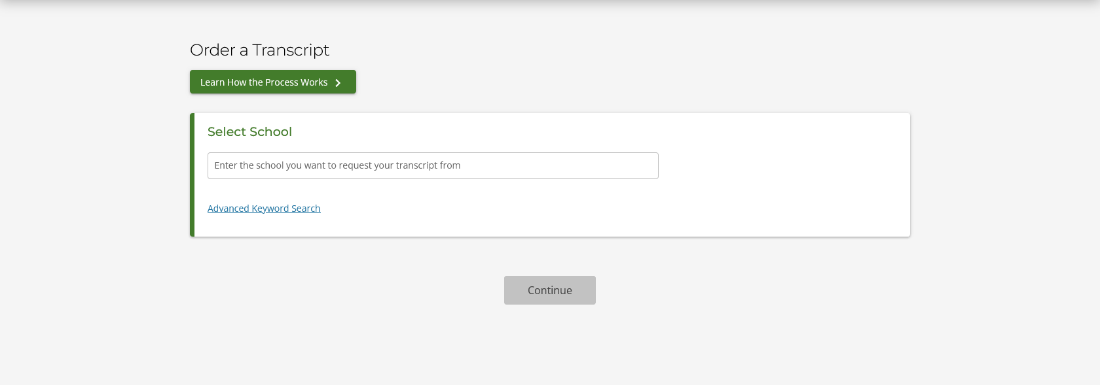 Order a Transcript
Learn How the Process Works
Select School
Enter the school you want to request your transcript from
Advanced Keyword Search
Continue